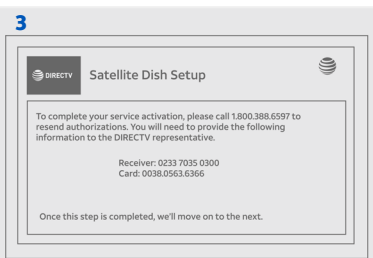 3
DIRECTV
Satellite Dish Setup
To complete your service activation, please call 1.800.388.6597 to
resend authorizations. You will need to provide the following
information to the DIRECTV representative.
Receiver: 0233 7035 0300
Card: 0038.0563.6366
Once this step is completed, we'll move on to the next.